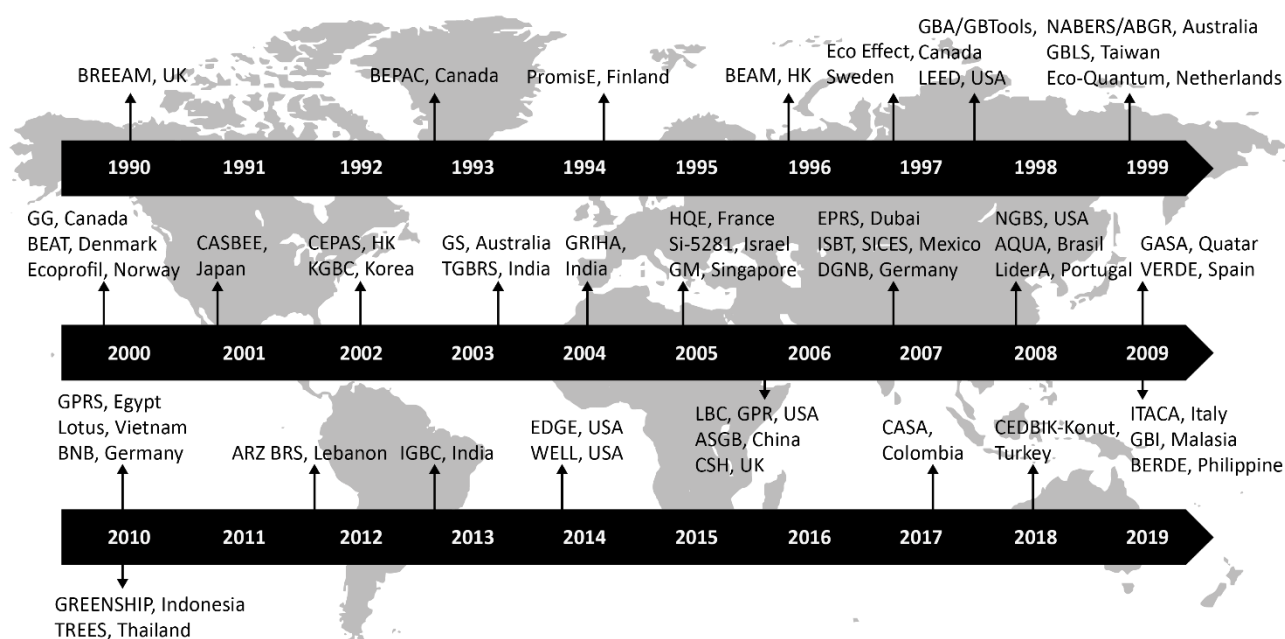 GBA/GBTools,
Canada
LEED, USA
NABERS/ABGR, Australia
GBLS, Taiwan
Eco-Quantum, Netherlands
BREEAM, UK
BEPAC, Canada
PromisE, Finland
BEAM, HK
Eco Effect,
Sweden
1990 1991 1992 1993 1994 1995 1996 1997 1998 1999
GG, Canada
BEAT, Denmark
Ecoprofil, Norway
CASBEE,
Japan
CEPAS, HK
KGBC, Korea
GS, Australia
TGBRS, India
GRIHA,
India
HQE, France
Si-5281, Israel
GM, Singapore
EPRS, Dubai
ISBT, SICES, Mexico
DGNB, Germany
NGBS, USA
AQUA, Brasil
LiderA, Portugal
GASA, Quatar
VERDE, Spain
2000 2001 2002 2003 2004 2005 2006 2007 2008 2009
GPRS, Egypt
Lotus, Vietnam
BNB, Germany
ARZ BRS, Lebanon
IGBC, India
EDGE, USA
WELL, USA
LBC, GPR, USA
ASGB, China
CSH, UK
CASA,
Colombia
CEDBIK-Konut,
Turkey
ITACA, Italy
GBI, Malasia
BERDE, Philippine
2010 2011 2012 2013 2014 2015 2016 2017 2018 2019
GREENSHIP, Indonesia
TREES, Thailand